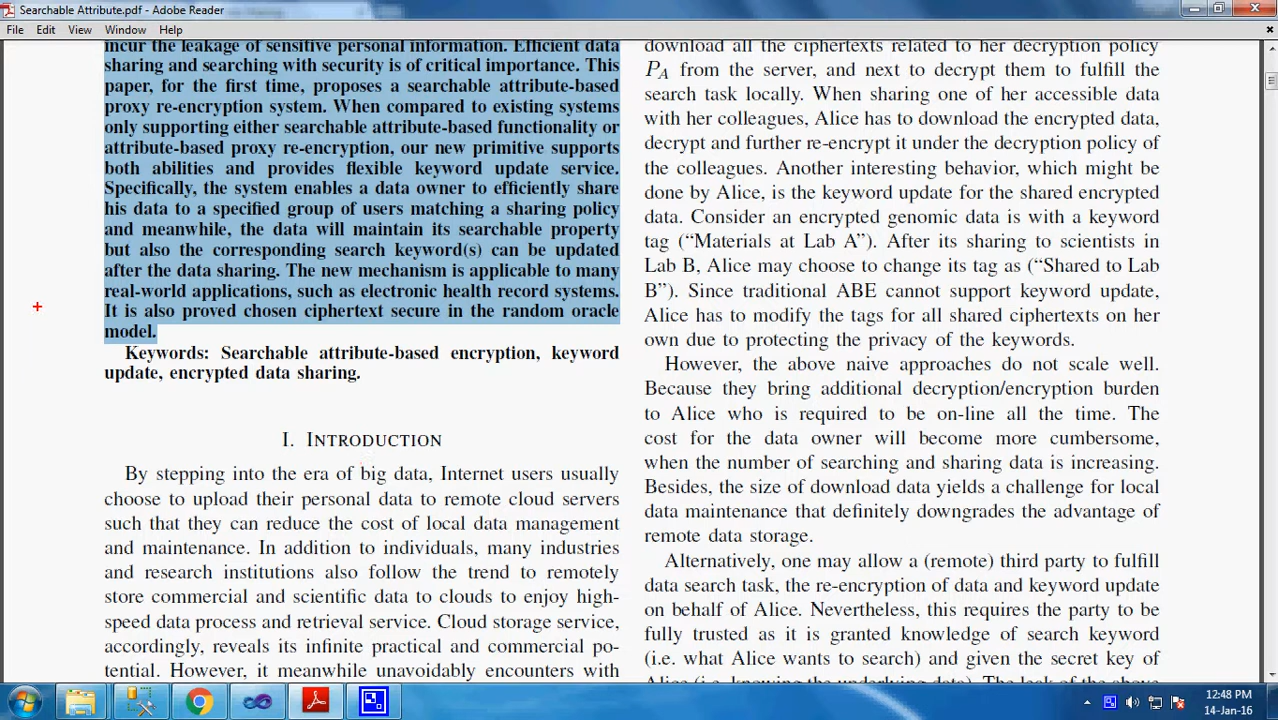 Searchable Attribute.pdf - Adobe Reader
File Edit View Window Help
incur the leakage of sensitive personal information. Efficient data
sharing and searching with security is of critical importance. This
paper, for the first time, proposes a searchable attribute-based
proxy re-encryption system. When compared to existing systems
only supporting either searchable attribute-based functionality or
attribute-based proxy re-encryption, our new primitive supports
both abilities and provides flexible keyword update service.
Specifically, the system enables a data owner to efficiently share
his data to a specified group of users matching a sharing policy
and meanwhile, the data will maintain its searchable property
but also the corresponding search keyword(s) can be updated
after the data sharing. The new mechanism is applicable to many
real-world applications, such as electronic health record systems.
It is also proved chosen ciphertext secure in the random oracle
model.
Keywords: Searchable attribute-based encryption, keyword
update, encrypted data sharing.
I. INTRODUCTION
By stepping into the era of big data, Internet users usually
choose to upload their personal data to remote cloud servers
such that they can reduce the cost of local data management
and maintenance. In addition to individuals, many industries
and research institutions also follow the trend to remotely
store commercial and scientific data to clouds to enjoy high-
speed data process and retrieval service. Cloud storage service,
accordingly, reveals its infinite practical and commercial po-
tential. However, it meanwhile unavoidably encounters with
download all the ciphertexts related to her decryption policy
P_A from the server, and next to decrypt them to fulfill the
search task locally. When sharing one of her accessible data
with her colleagues, Alice has to download the encrypted data,
decrypt and further re-encrypt it under the decryption policy of
the colleagues. Another interesting behavior, which might be
done by Alice, is the keyword update for the shared encrypted
data. Consider an encrypted genomic data is with a keyword
tag (“Materials at Lab A”). After its sharing to scientists in
Lab B, Alice may choose to change its tag as (“Shared to Lab
B”). Since traditional ABE cannot support keyword update,
Alice has to modify the tags for all shared ciphertexts on her
own due to protecting the privacy of the keywords.
However, the above naive approaches do not scale well.
Because they bring additional decryption/encryption burden
to Alice who is required to be on-line all the time. The
cost for the data owner will become more cumbersome,
when the number of searching and sharing data is increasing.
Besides, the size of download data yields a challenge for local
data maintenance that definitely downgrades the advantage of
remote data storage.
Alternatively, one may allow a (remote) third party to fulfill
data search task, the re-encryption of data and keyword update
on behalf of Alice. Nevertheless, this requires the party to be
fully trusted as it is granted knowledge of search keyword
(i.e. what Alice wants to search) and given the secret key of
Alice (i.e. knowing the underlying data). The leak of the above
12:48 PM
14-Jan-16